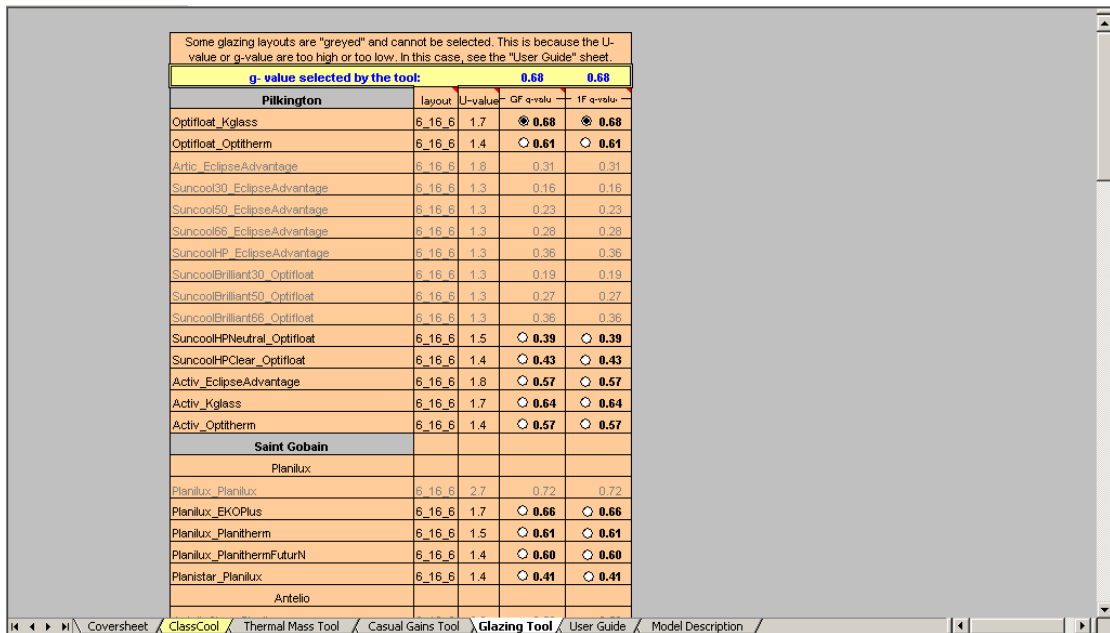 Some glazing layouts are "greyed" and cannot be selected. This is because the U-
value or g-value are too high or too low. In this case, see the "User Guide" sheet.
g- value selected by the tool: 0.68 0.68
Pilkington layout U-value GF g-valu 1F g-valu
Optifloat_Kglass 6_16_6 1.7 0.68 0.68
Optifloat_Optitherm 6_16_6 1.4 0.61 0.61
Artic_EclipseAdvantage 6_16_6 1.8 0.31 0.31
Suncool30_EclipseAdvantage 6_16_6 1.3 0.16 0.16
Suncool50_EclipseAdvantage 6_16_6 1.3 0.23 0.23
Suncool66_EclipseAdvantage 6_16_6 1.3 0.28 0.28
SuncoolHP_EclipseAdvantage 6_16_6 1.3 0.36 0.36
SuncoolBrilliant30_Optifloat 6_16_6 1.3 0.19 0.19
SuncoolBrilliant50_Optifloat 6_16_6 1.3 0.27 0.27
SuncoolBrilliant66_Optifloat 6_16_6 1.3 0.36 0.36
SuncoolHPNeutral_Optifloat 6_16_6 1.5 0.39 0.39
SuncoolHPClear_Optifloat 6_16_6 1.4 0.43 0.43
Activ_EclipseAdvantage 6_16_6 1.8 0.57 0.57
Activ_Kglass 6_16_6 1.7 0.64 0.64
Activ_Optitherm 6_16_6 1.4 0.57 0.57
Saint Gobain
Planilux
Planilux_Planilux 6_16_6 2.7 0.72 0.72
Planilux_EKOPlus 6_16_6 1.7 0.66 0.66
Planilux_Planitherm 6_16_6 1.5 0.61 0.61
Planilux_PlanithermFuturN 6_16_6 1.4 0.60 0.60
Planistar_Planilux 6_16_6 1.4 0.41 0.41
Antelio
Coversheet ClassCool Thermal Mass Tool Casual Gains Tool Glazing Tool User Guide Model Description